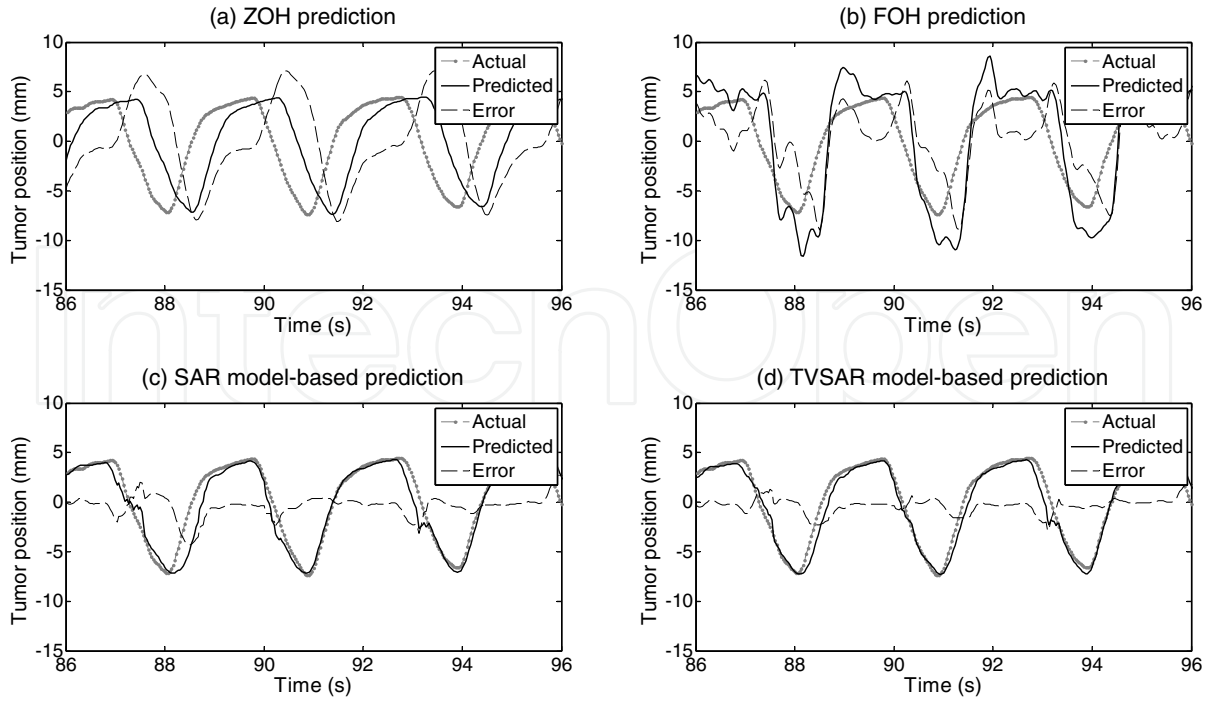 (a) ZOH prediction
10
5
0
-5
-10
-15
Tumor position (mm)
Actual
Predicted
Error
86 88 90 92 94 96
Time (s)
(b) FOH prediction
10
5
0
-5
-10
-15
Tumor position (mm)
Actual
Predicted
Error
86 88 90 92 94 96
Time (s)
IntechOpen
(c) SAR model-based prediction
10
5
0
-5
-10
-15
Tumor position (mm)
Actual
Predicted
Error
86 88 90 92 94 96
Time (s)
(d) TVSAR model-based prediction
10
5
0
-5
-10
-15
Tumor position (mm)
Actual
Predicted
Error
86 88 90 92 94 96
Time (s)